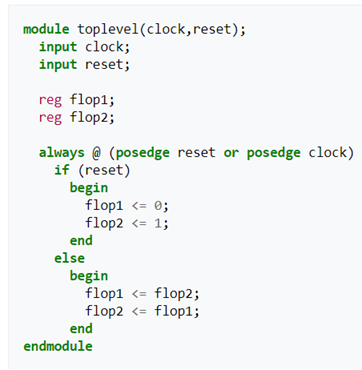 module toplevel(clock,reset);
  input clock;
  input reset;

  reg flop1;
  reg flop2;

  always @ (posedge reset or posedge clock)
    if (reset)
      begin
        flop1 <= 0;
        flop2 <= 1;
      end
    else
      begin
        flop1 <= flop2;
        flop2 <= flop1;
      end
endmodule